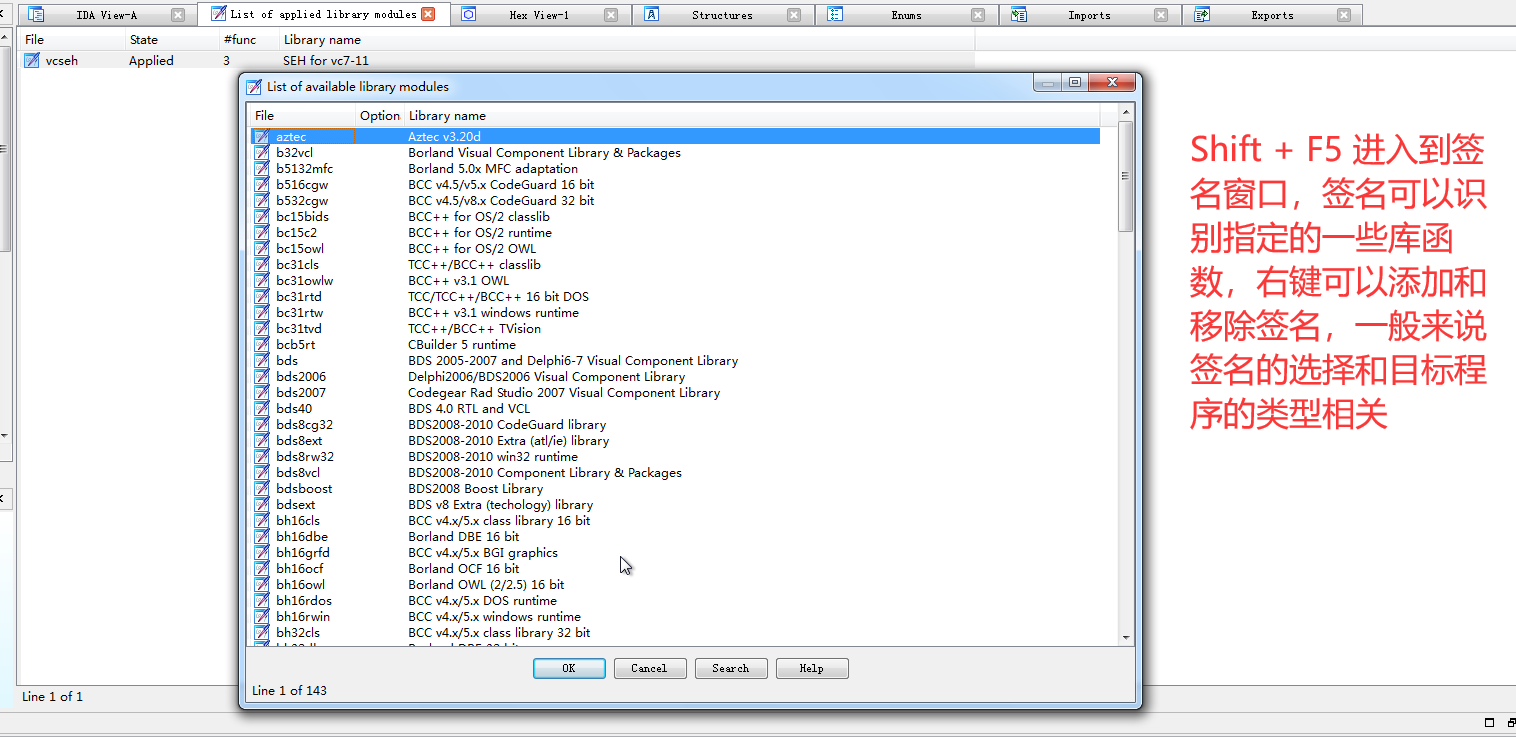 IDA View-A List of applied library modules Hex View-1 Structures Enums Imports Exports
File State #func Library name
vcseh Applied 3 SEH for vc7-11
List of available library modules
File Option Library name
aztec Aztec v3.20d
b32vcl Borland Visual Component Library & Packages
b5132mfc Borland 5.0x MFC adaptation
b516cgw BCC v4.5/v5.x CodeGuard 16 bit
b532cgw BCC v4.5/v8.x CodeGuard 32 bit
bc15bids BCC++ for OS/2 classlib
bc15c2 BCC++ for OS/2 runtime
bc15owl BCC++ for OS/2 OWL
bc31cls TCC++/BCC++ classlib
bc31owlw BCC++ v3.1 OWL
bc31rtd TCC/TCC++/BCC++ 16 bit DOS
bc31rtw BCC++ v3.1 windows runtime
bc31tvd TCC++/BCC++ TVision
bcb5rt CBuilder 5 runtime
bds BDS 2005-2007 and Delphi6-7 Visual Component Library
bds2006 Delphi2006/BDS2006 Visual Component Library
bds2007 Codegear Rad Studio 2007 Visual Component Library
bds40 BDS 4.0 RTL and VCL
bds8cg32 BDS2008-2010 CodeGuard library
bds8ext BDS2008-2010 Extra (atl/ie) library
bds8rw32 BDS2008-2010 win32 runtime
bds8vcl BDS2008-2010 Component Library & Packages
bdsboost BDS2008 Boost Library
bdsext BDS v8 Extra (techology) library
bh16cls BCC v4.x/5.x class library 16 bit
bh16dbe Borland DBE 16 bit
bh16grfd BCC v4.x/5.x BGI graphics
bh16ocf Borland OCF 16 bit
bh16owl Borland OWL (2/2.5) 16 bit
bh16rdos BCC v4.x/5.x DOS runtime
bh16rwin BCC v4.x/5.x windows runtime
bh32cls BCC v4.x/5.x class library 32 bit
OK Cancel Search Help
Line 1 of 143
Line 1 of 1
Shift + F5 进入到签
名窗口，签名可以识
别指定的一些库函
数，右键可以添加和
移除签名，一般来说
签名的选择和目标程
序的类型相关